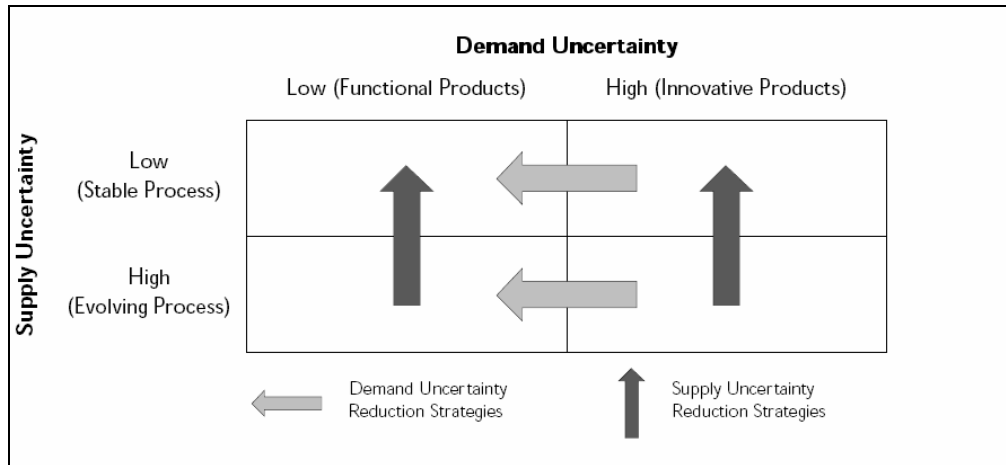 Demand Uncertainty
Low (Functional Products)
High (Innovative Products)
Supply Uncertainty
Low
(Stable Process)
High
(Evolving Process)
Demand Uncertainty
Reduction Strategies
Supply Uncertainty
Reduction Strategies